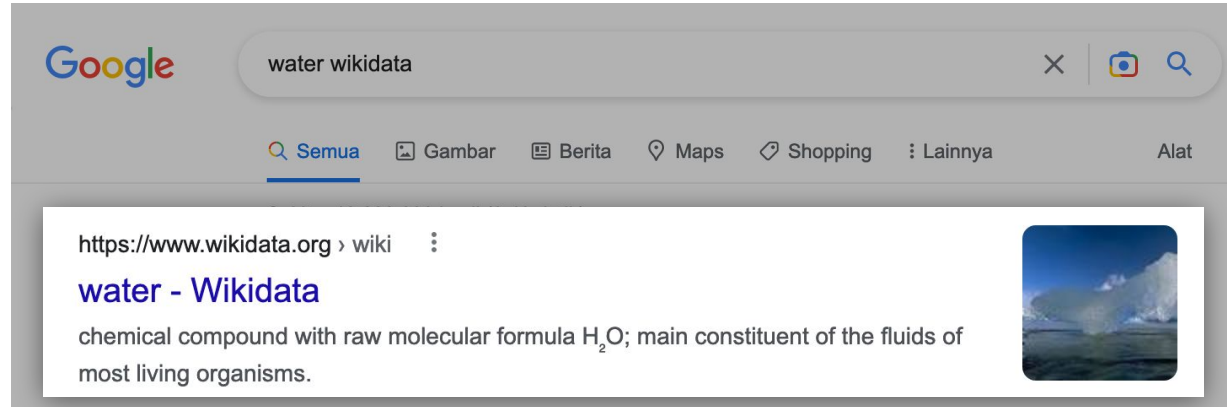 Google
water wikidata
Semua Gambar Berita Maps Shopping Lainnya Alat
https://www.wikidata.org › wiki
water - Wikidata
chemical compound with raw molecular formula H₂O; main constituent of the fluids of
most living organisms.